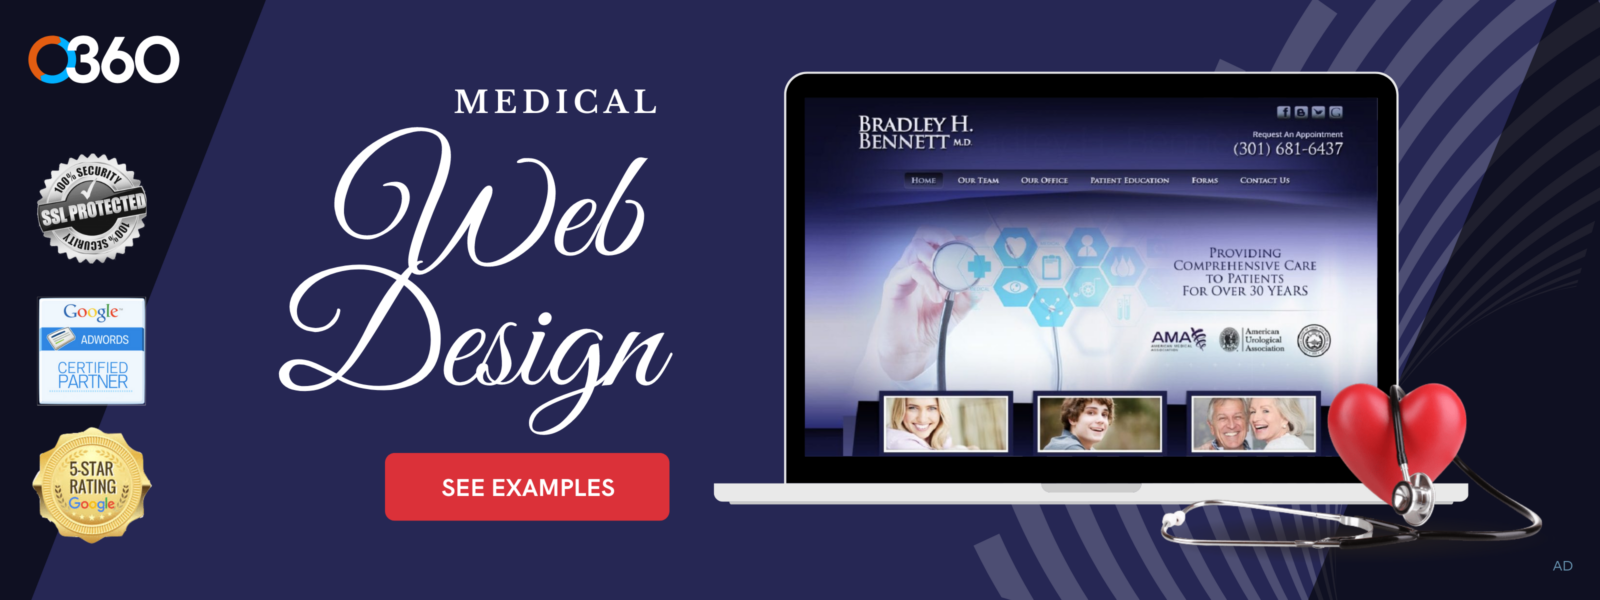 O360
100% SECURITY
SSL PROTECTED
100% SECURITY
Google
ADWORDS
CERTIFIED
PARTNER
5-STAR
RATING
Google
MEDICAL
Web
Design
SEE EXAMPLES
BRADLEY H.
BENNETT M.D.
Request An Appointment
(301) 681-6437
HOME
OUR TEAM
OUR OFFICE
PATIENT EDUCATION
FORMS
CONTACT US
PROVIDING
COMPREHENSIVE CARE
TO PATIENTS
FOR OVER 30 YEARS
AMA
American
Urological
Association
AD